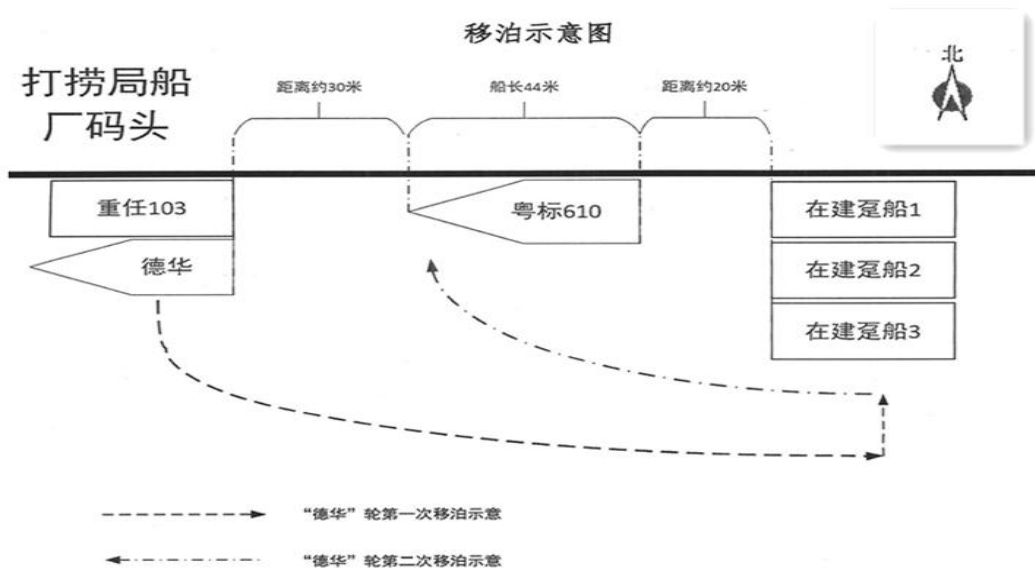 移泊示意图
北
打捞局船
厂码头
距离约30米
船长44米
距离约20米
重任103
粤标610
在建趸船1
德华
在建趸船2
在建趸船3
“德华”轮第一次移泊示意
“德华”轮第二次移泊示意